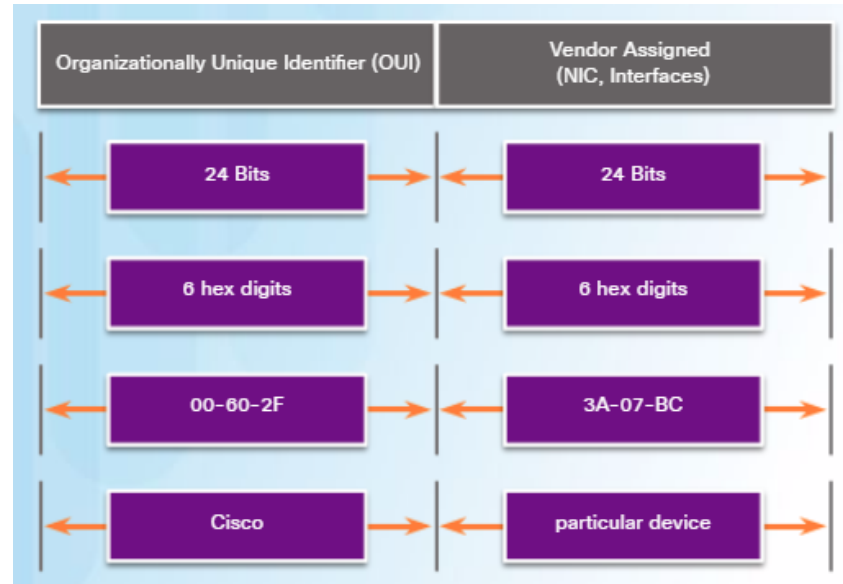 Organizationally Unique Identifier (OUI)
Vendor Assigned
(NIC, Interfaces)
24 Bits
24 Bits
6 hex digits
6 hex digits
00-60-2F
3A-07-BC
Cisco
particular device